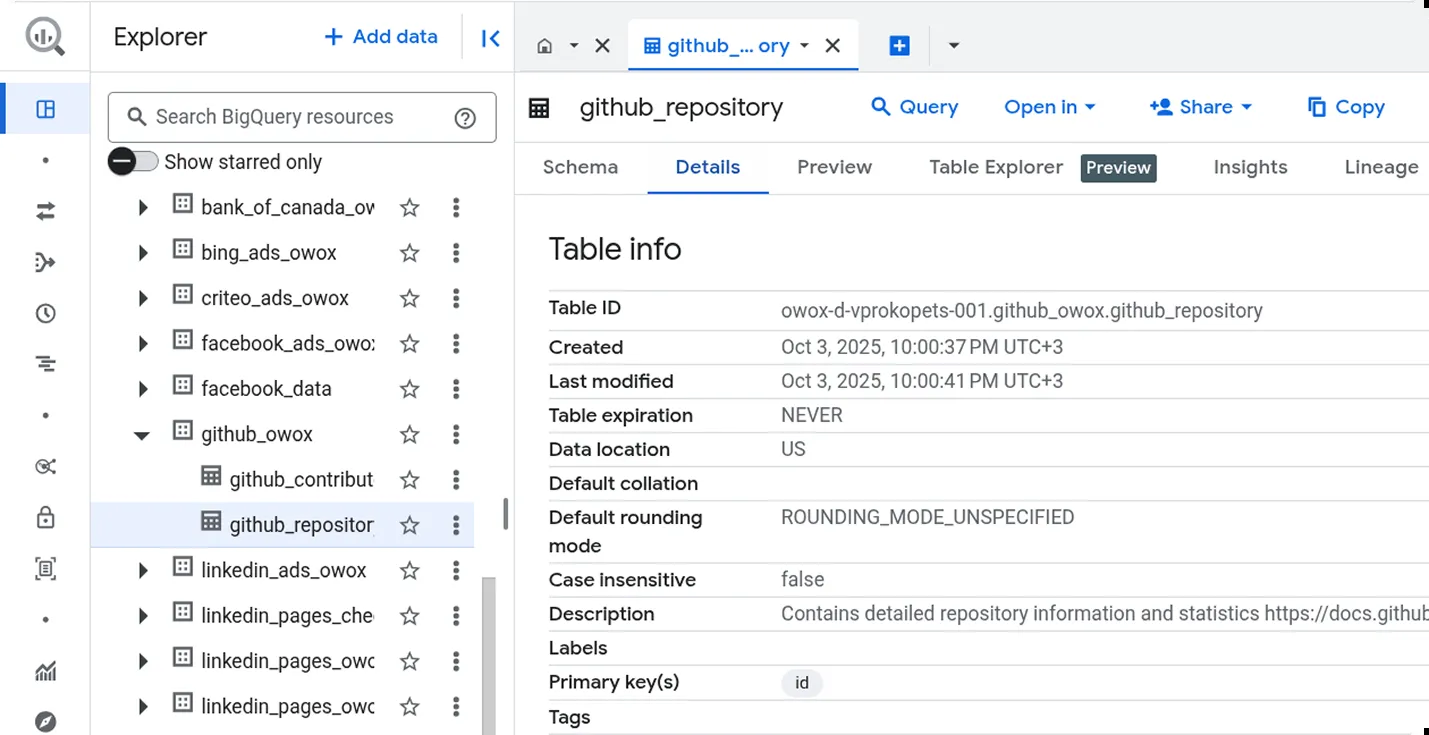 Explorer
+ Add data
Search BigQuery resources
Show starred only
bank_of_canada_ow
bing_ads_owox
criteo_ads_owox
facebook_ads_owo
facebook_data
github_owox
github_contribut
github_repositor
linkedin_ads_owox
linkedin_pages_che
linkedin_pages_owc
linkedin_pages_owc
github_... ory
github_repository
Query
Open in
Share
Copy
Schema
Details
Preview
Table Explorer Preview
Insights
Lineage
Table info
Table ID owox-d-vprokopets-001.github_owox.github_repository
Created Oct 3, 2025, 10:00:37 PM UTC+3
Last modified Oct 3, 2025, 10:00:41 PM UTC+3
Table expiration NEVER
Data location US
Default collation
Default rounding ROUNDING_MODE_UNSPECIFIED
mode
Case insensitive false
Description Contains detailed repository information and statistics https://docs.github
Labels
Primary key(s) id
Tags